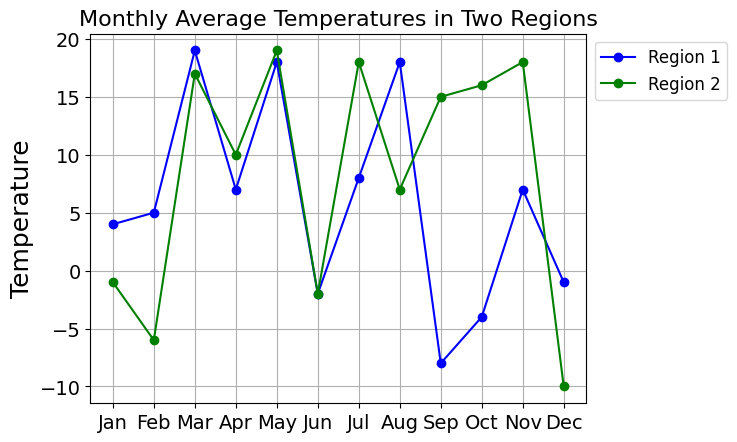 Monthly Average Temperatures in Two Regions
Temperature
20
15
10
5
0
−5
−10
Jan Feb Mar Apr May Jun Jul Aug Sep Oct Nov Dec
Region 1
Region 2